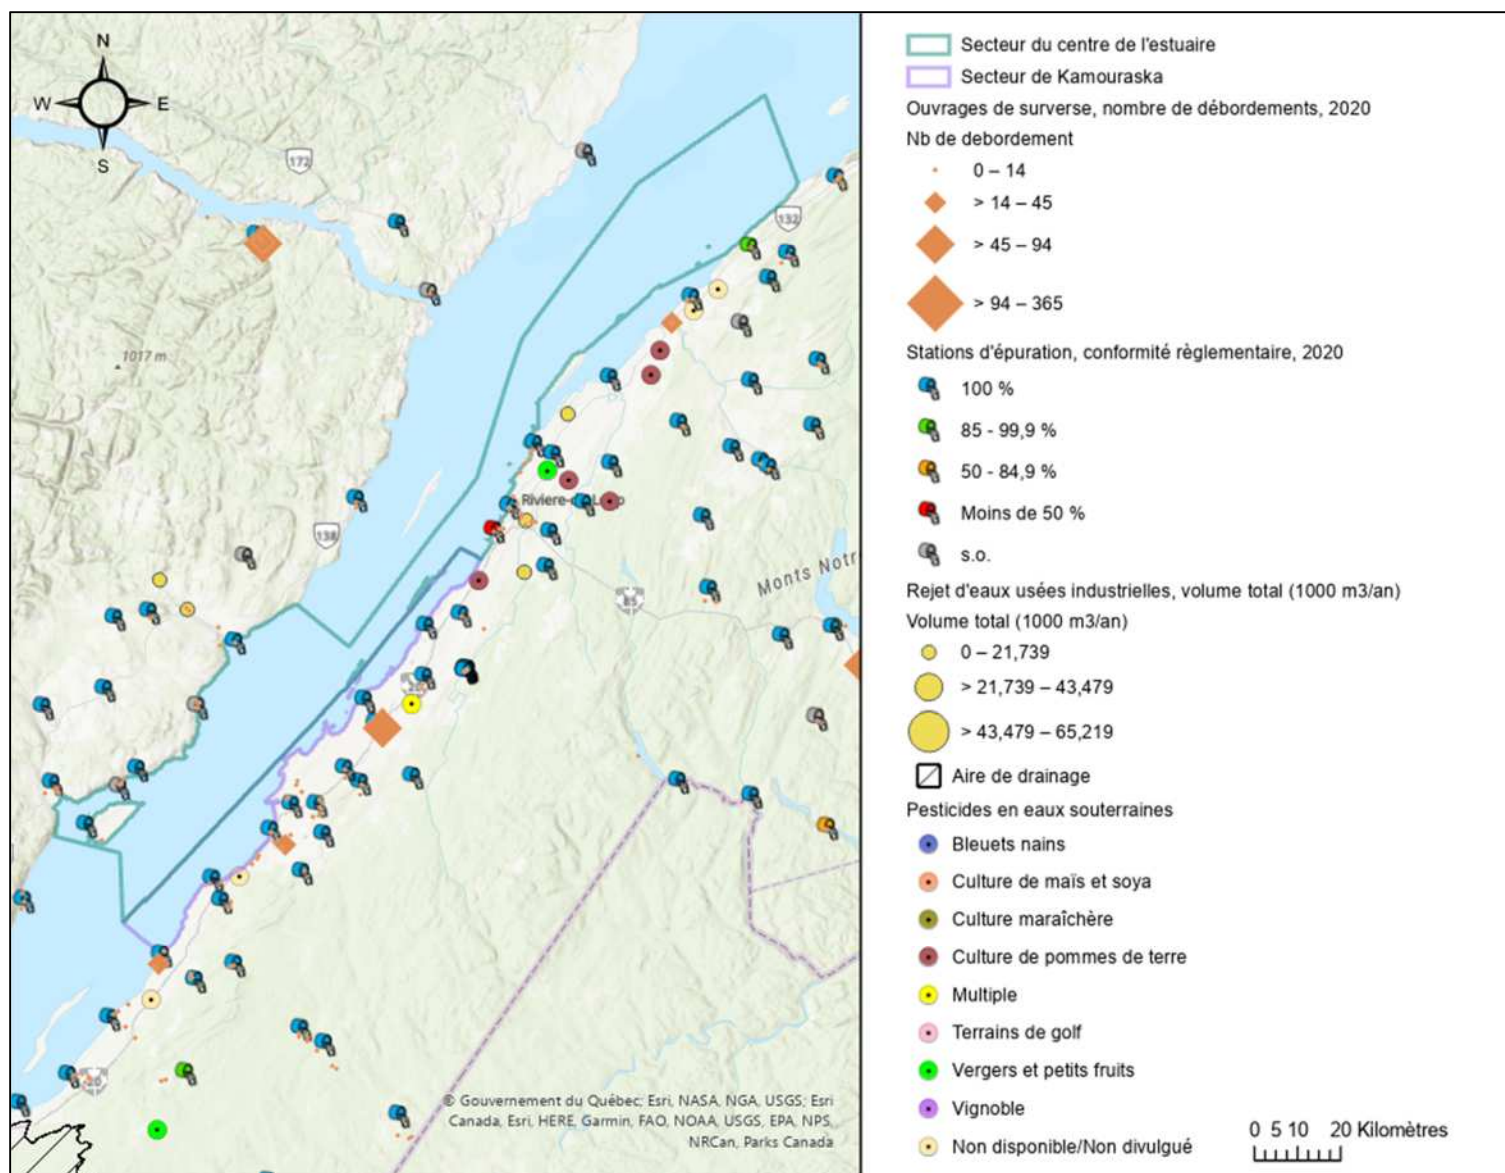 N
W
E
S
172
132
1017 m
138
Riviere-du-Loup
85
Monts Notr
20
20
© Gouvernement du Québec; Esri, NASA, NGA, USGS; Esri
Canada, Esri, HERE, Garmin, FAO, NOAA, USGS, EPA, NPS,
NRCan, Parks Canada
Secteur du centre de l'estuaire
Secteur de Kamouraska
Ouvrages de surverse, nombre de débordements, 2020
Nb de debordement
0 – 14
> 14 – 45
> 45 – 94
> 94 – 365
Stations d'épuration, conformité règlementaire, 2020
100 %
85 - 99,9 %
50 - 84,9 %
Moins de 50 %
s.o.
Rejet d'eaux usées industrielles, volume total (1000 m3/an)
Volume total (1000 m3/an)
0 – 21,739
> 21,739 – 43,479
> 43,479 – 65,219
Aire de drainage
Pesticides en eaux souterraines
Bleuets nains
Culture de maïs et soya
Culture maraîchère
Culture de pommes de terre
Multiple
Terrains de golf
Vergers et petits fruits
Vignoble
Non disponible/Non divulgué
0 5 10 20 Kilomètres